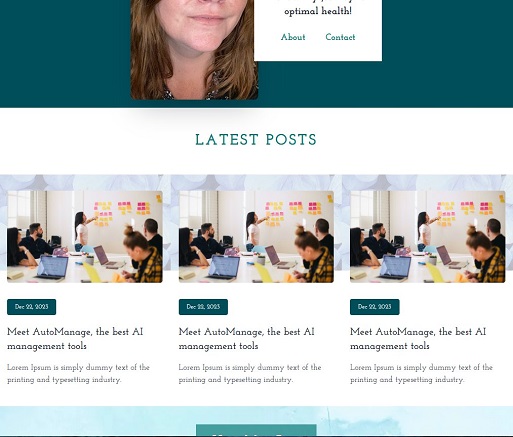 optimal health!
About Contact
LATEST POSTS
Dec 22, 2023
Meet AutoManage, the best AI
management tools
Lorem Ipsum is simply dummy text of the
printing and typesetting industry.
Dec 22, 2023
Meet AutoManage, the best AI
management tools
Lorem Ipsum is simply dummy text of the
printing and typesetting industry.
Dec 22, 2023
Meet AutoManage, the best AI
management tools
Lorem Ipsum is simply dummy text of the
printing and typesetting industry.